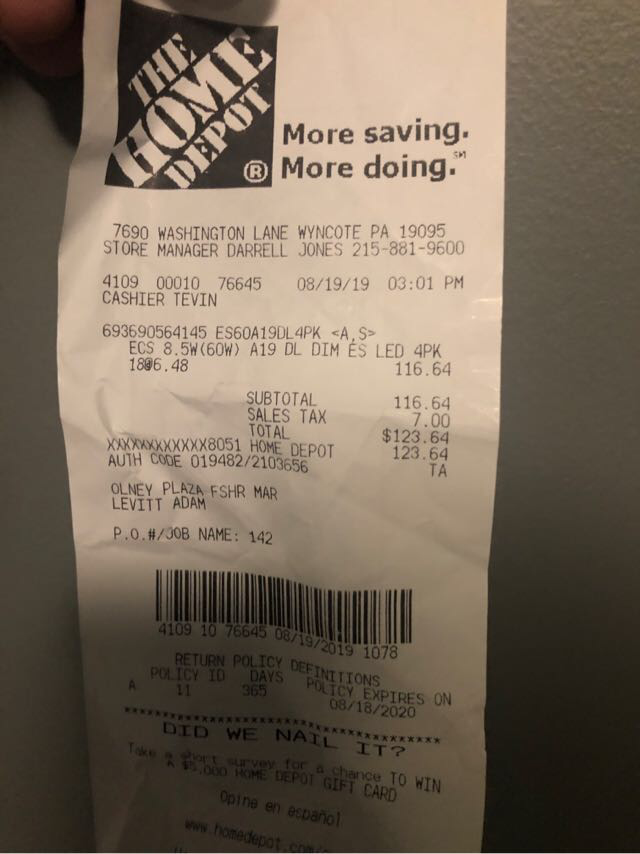 THE
HOME
DEPOT
®
More saving.
More doing.℠
7690 WASHINGTON LANE WYNCOTE PA 19095
STORE MANAGER DARRELL JONES 215-881-9600
4109 00010 76645 08/19/19 03:01 PM
CASHIER TEVIN
693690564145 ES60A19DL4PK <A,S>
ECS 8.5W(60W) A19 DL DIM ES LED 4PK
18@6.48 116.64
SUBTOTAL 116.64
SALES TAX 7.00
TOTAL $123.64
XXXXXXXXXXXX8051 HOME DEPOT 123.64
AUTH CODE 019482/2103656 TA
OLNEY PLAZA FSHR MAR
LEVITT ADAM
P.O.#/JOB NAME: 142
4109 10 76645 08/19/2019 1078
RETURN POLICY DEFINITIONS
POLICY ID DAYS POLICY EXPIRES ON
A 11 365 08/18/2020
****************************************
DID WE NAIL IT?
Take a short survey for a chance TO WIN
A $5,000 HOME DEPOT GIFT CARD
Opine en español
www.homedepot.com/